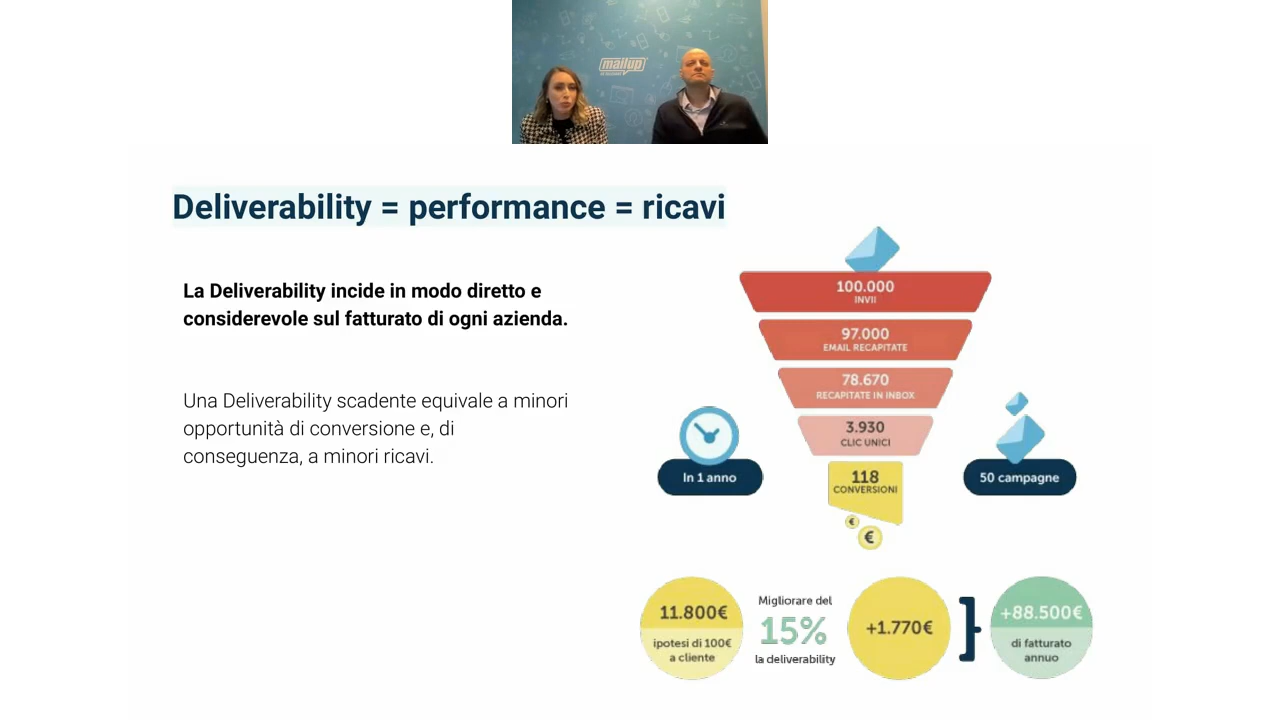 mailup
Deliverability = performance = ricavi
La Deliverability incide in modo diretto e
considerevole sul fatturato di ogni azienda.
Una Deliverability scadente equivale a minori
opportunità di conversione e, di
conseguenza, a minori ricavi.
100.000
INVII
97.000
EMAIL RECAPITATE
78.670
RECAPITATE IN INBOX
3.930
CLIC UNICI
118
CONVERSIONI
€
€
In 1 anno
50 campagne
11.800€
ipotesi di 100€
a cliente
Migliorare del
15%
la deliverability
+1.770€
}
+88.500€
di fatturato
annuo